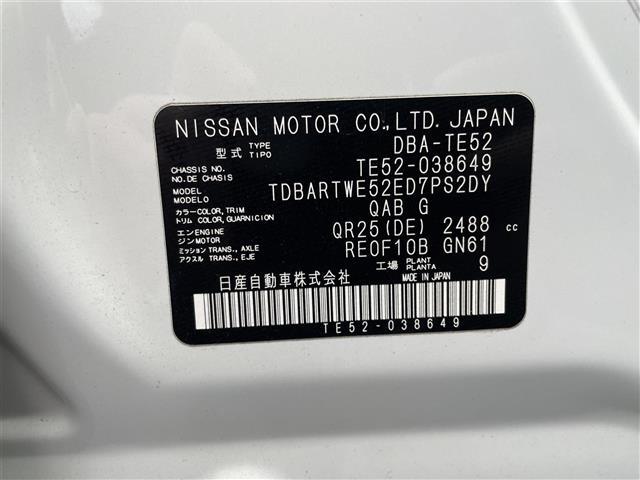 NISSAN MOTOR CO.,LTD. JAPAN
型式 TYPE TIPO DBA-TE52
CHASSIS NO. NO. DE CHASIS TE52-038649
MODEL MODELO TDBARTWE52ED7PS2DY
カラー COLOR, TRIM トリム COLOR, GUARNICION QAB G
エンジン ENGINE MOTOR QR25(DE) 2488 cc
ミッション TRANS., AXLE アクスル TRANS., EJE RE0F10B GN61
工場 PLANT PLANTA 9
日産自動車株式会社 MADE IN JAPAN
TE52-038649